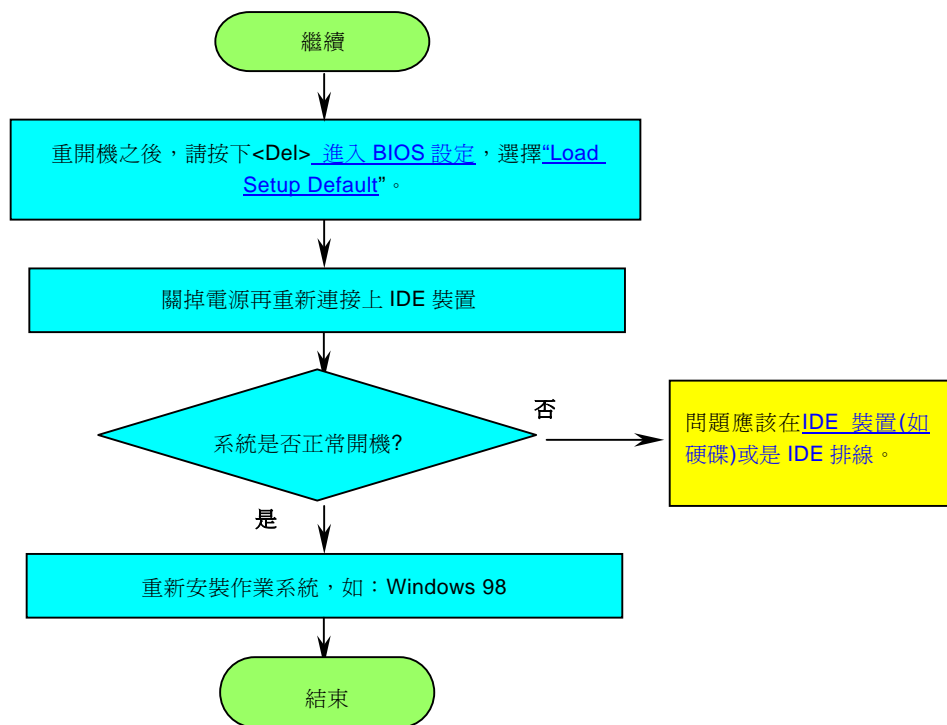 繼續
重開機之後，請按下<Del> 進入 BIOS 設定，選擇“Load
Setup Default”。
關掉電源再重新連接上 IDE 裝置
系統是否正常開機?
否
問題應該在IDE 裝置(如
硬碟)或是 IDE 排線。
是
重新安裝作業系統，如：Windows 98
結束